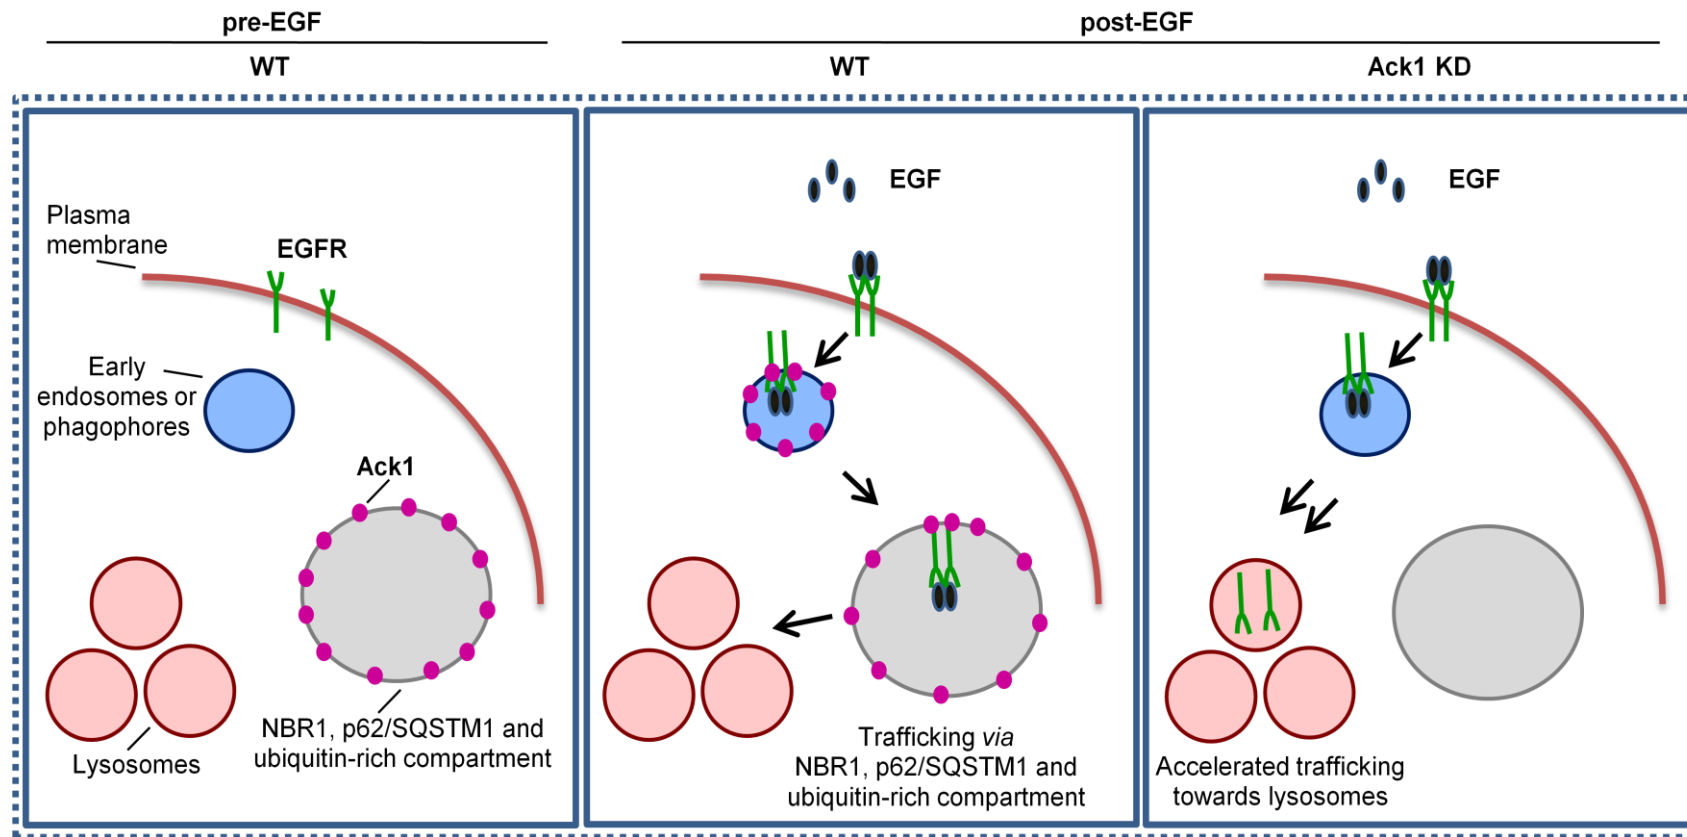 pre-EGF
post-EGF
WT
WT
Ack1 KD
Plasma
membrane
EGFR
Early
endosomes or
phagophores
Ack1
NBR1, p62/SQSTM1 and
ubiquitin-rich compartment
Lysosomes
EGF
Trafficking via
NBR1, p62/SQSTM1 and
ubiquitin-rich compartment
EGF
Accelerated trafficking
towards lysosomes